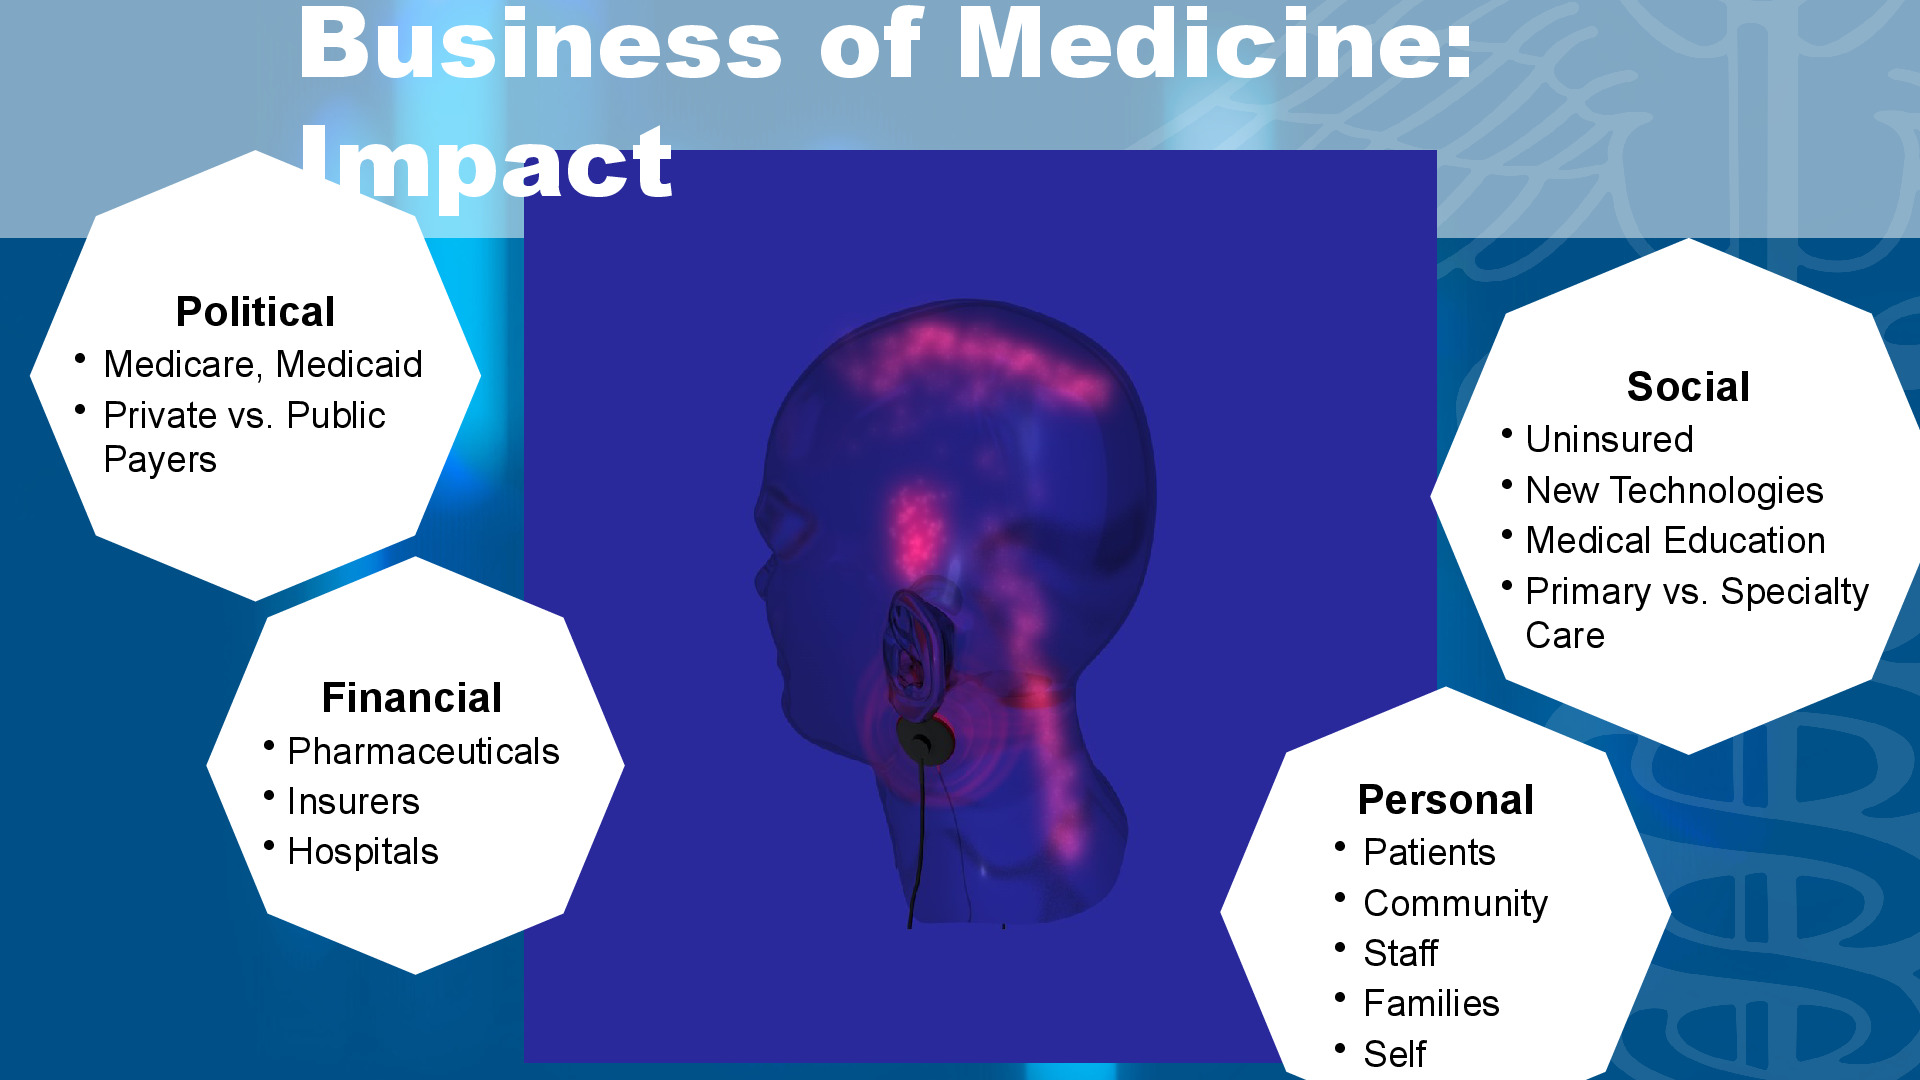 Business of Medicine:
Impact
Political
• Medicare, Medicaid
• Private vs. Public
Payers
Financial
• Pharmaceuticals
• Insurers
• Hospitals
Social
• Uninsured
• New Technologies
• Medical Education
• Primary vs. Specialty
Care
Personal
• Patients
• Community
• Staff
• Families
• Self